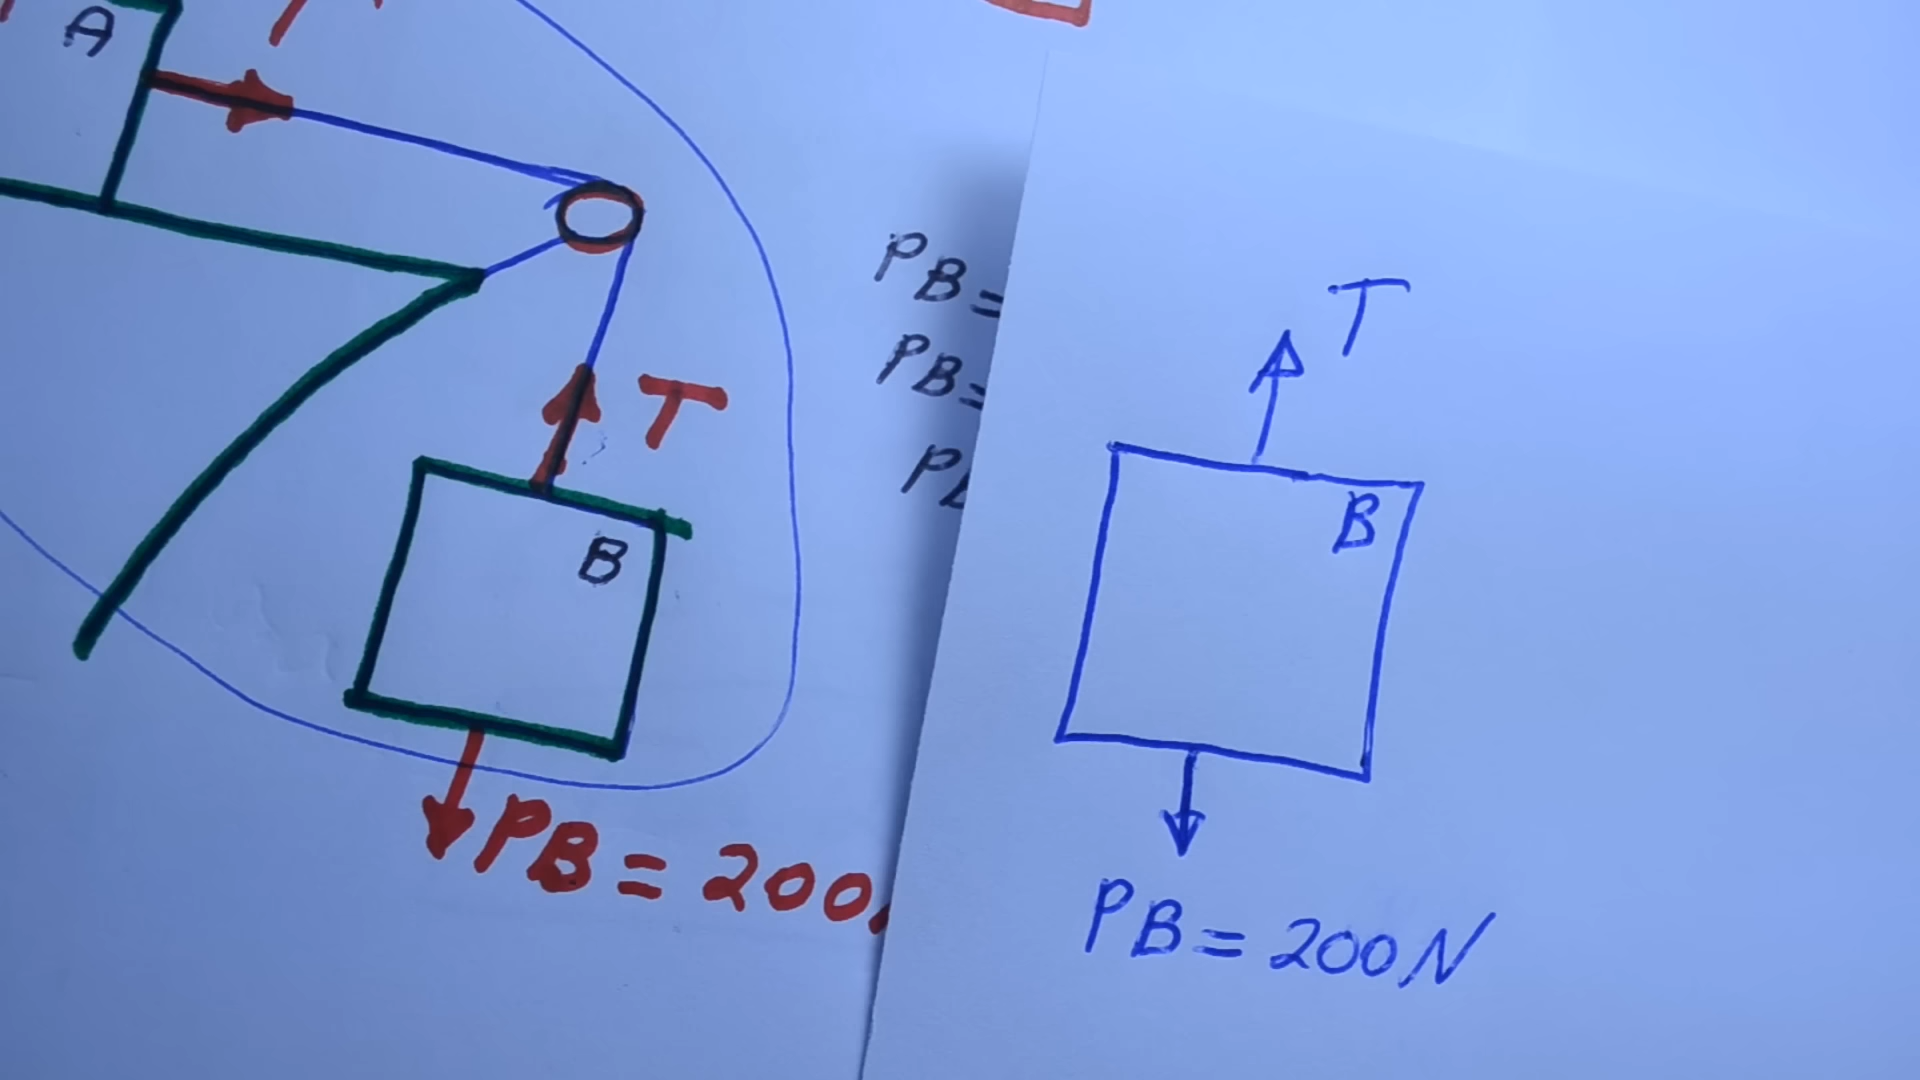 A
T
T
B
PB = 200
PB =
PB =
T
B
PB = 200N